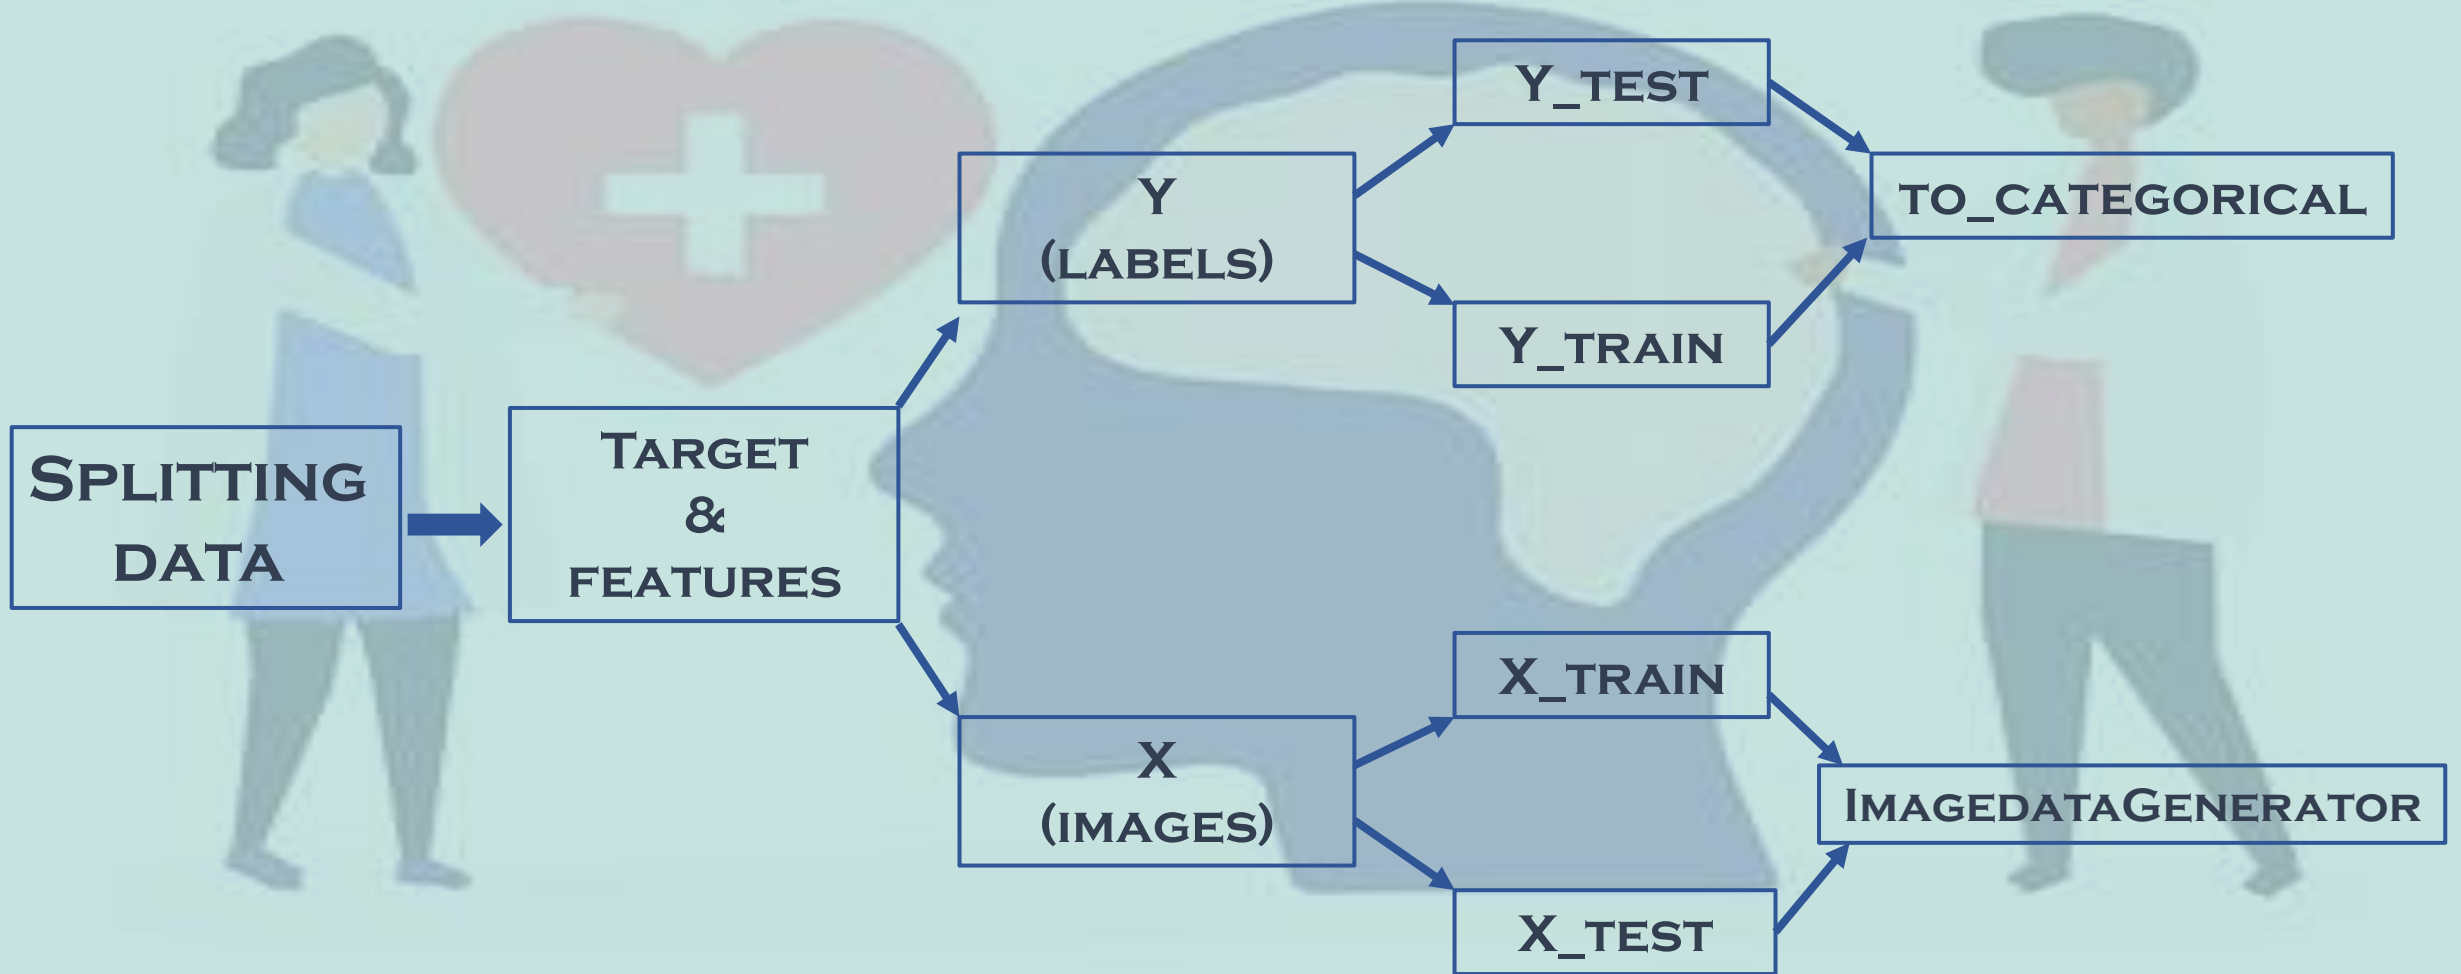 Splitting
data
Target
&
features
Y
(labels)
Y_test
Y_train
to_categorical
X
(images)
X_train
X_test
ImagedataGenerator